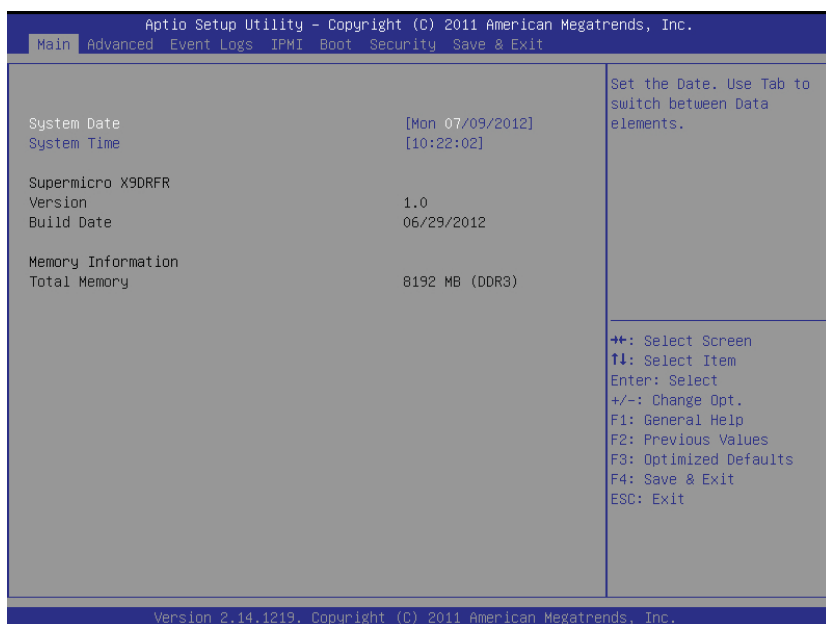 Aptio Setup Utility – Copyright (C) 2011 American Megatrends, Inc.
Main Advanced Event Logs IPMI Boot Security Save & Exit
Set the Date. Use Tab to
switch between Data
elements.
System Date [Mon 07/09/2012]
System Time [10:22:02]
Supermicro X9DRFR
Version 1.0
Build Date 06/29/2012
Memory Information
Total Memory 8192 MB (DDR3)
→←: Select Screen
↑↓: Select Item
Enter: Select
+/-: Change Opt.
F1: General Help
F2: Previous Values
F3: Optimized Defaults
F4: Save & Exit
ESC: Exit
Version 2.14.1219. Copyright (C) 2011 American Megatrends, Inc.